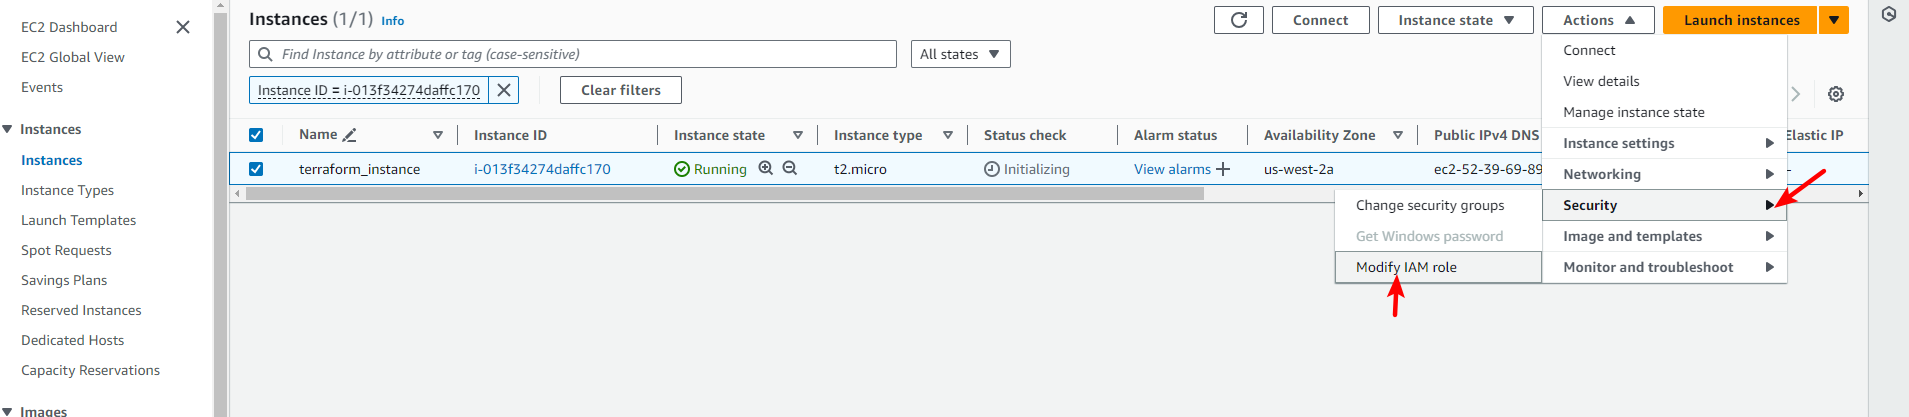 EC2 Dashboard
EC2 Global View
Events
Instances
Instances
Instance Types
Launch Templates
Spot Requests
Savings Plans
Reserved Instances
Dedicated Hosts
Capacity Reservations
Images
Instances (1/1) Info
Connect
Instance state
Actions
Launch instances
Find Instance by attribute or tag (case-sensitive)
All states
Instance ID = i-013f34274daffc170
Clear filters
Name Instance ID Instance state Instance type Status check Alarm status Availability Zone Public IPv4 DNS Elastic IP
terraform_instance i-013f34274daffc170 Running t2.micro Initializing View alarms us-west-2a ec2-52-39-69-89 –
Connect
View details
Manage instance state
Instance settings
Networking
Security
Image and templates
Monitor and troubleshoot
Change security groups
Get Windows password
Modify IAM role